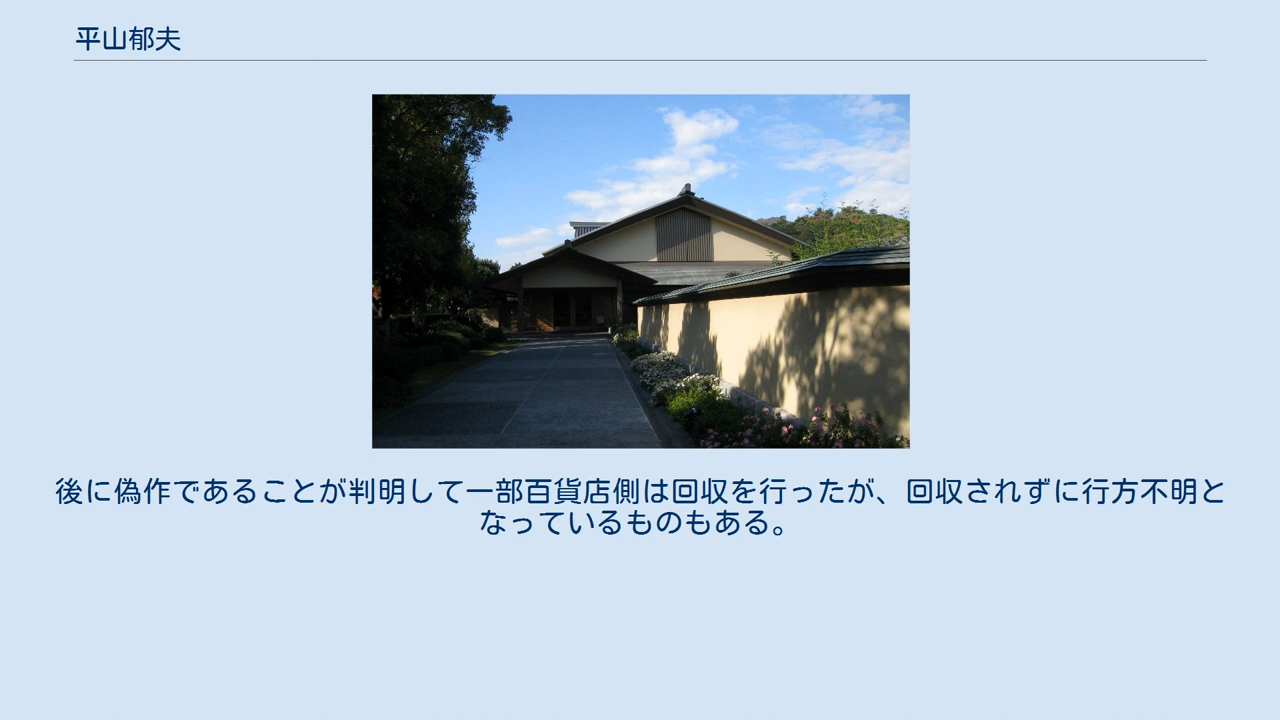 平山郁夫
後に偽作であることが判明して一部百貨店側は回収を行ったが、回収されずに行方不明と
なっているものもある。